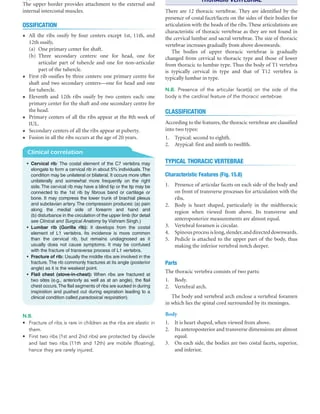 The upper border provides attachment to the external and
internal intercostal muscles.
OSSIFICATION
• All the ribs ossify by four centers except 1st, 11th, and
12th ossify.
(a) One primary center for shaft.
(b) Three secondary centers: one for head, one for
articular part of tubercle and one for non-articular
part of the tubercle.
• First rib ossifies by three centers: one primary centre for
shaft and two secondary centers—one for head and one
for tubercle.
• Eleventh and 12th ribs ossify by two centers each: one
primary center for the shaft and one secondary centre for
the head.
• Primary centers of all the ribs appear at the 8th week of
IUL.
• Secondary centers of all the ribs appear at puberty.
• Fusion in all the ribs occurs at the age of 20 years.
Clinical correlation
• Cervical rib: The costal element of the C7 vertebra may
elongate to form a cervical rib in about 5% individuals. The
condition may be unilateral or bilateral. It occurs more often
unilaterally and somewhat more frequently on the right
side. The cervical rib may have a blind tip or the tip may be
connected to the 1st rib by fibrous band or cartilage or
bone. It may compress the lower trunk of brachial plexus
and subclavian artery. The compression produces: (a) pain
along the medial side of forearm and hand and
(b) disturbance in the circulation of the upper limb (for detail
see Clinical and Surgical Anatomy by Vishram Singh.)
• Lumbar rib (Gorilla rib): It develops from the costal
element of L1 vertebra. Its incidence is more common
than the cervical rib, but remains undiagnosed as it
usually does not cause symptoms. It may be confused
with the fracture of transverse process of L1 vertebra.
• Fracture of rib: Usually the middle ribs are involved in the
fracture. The rib commonly fractures at its angle (posterior
angle) as it is the weakest point.
• Flail chest (stove-in-chest): When ribs are fractured at
two sites (e.g., anteriorly as well as at an angle), the flail
chest occurs. The flail segments of ribs are sucked in during
inspiration and pushed out during expiration leading to a
clinical condition called paradoxical respiration).
N.B.
• Fracture of ribs is rare in children as the ribs are elastic in
them.
• First two ribs (1st and 2nd ribs) are protected by clavicle
and last two ribs (11th and 12th) are mobile (floating),
hence they are rarely injured.
THORACIC VERTEBRAE
There are 12 thoracic vertebrae. They are identified by the
presence of costal facet/facets on the sides of their bodies for
articulation with the heads of the ribs. These articulations are
characteristic of thoracic vertebrae as they are not found in
the cervical lumbar and sacral vertebrae. The size of thoracic
vertebrae increases gradually from above downwards.
The bodies of upper thoracic vertebrae is gradually
changed from cervical to thoracic type and those of lower
from thoracic to lumbar type. Thus the body of T1 vertebra
is typically cervical in type and that of T12 vertebra is
typically lumbar in type.
N.B. Presence of the articular facet(s) on the side of the
body is the cardinal feature of the thoracic vertebrae.
CLASSIFICATION
According to the features, the thoracic vertebrae are classified
into two types:
1. Typical: second to eighth.
2. Atypical: first and ninth to twelfth.
TYPICAL THORACIC VERTEBRAE
Characteristic Features (Fig. 15.8)
1. Presence of articular facets on each side of the body and
on front of transverse processes for articulation with the
ribs.
2. Body is heart shaped, particularly in the midthoracic
region when viewed from above. Its transverse and
anteroposterior measurements are almost equal.
3. Vertebral foramen is circular.
4. Spinous process is long, slender, and directed downwards.
5. Pedicle is attached to the upper part of the body, thus
making the inferior vertebral notch deeper.
Parts
The thoracic vertebra consists of two parts:
1. Body.
2. Vertebral arch.
The body and vertebral arch enclose a vertebral foramen
in which lies the spinal cord surrounded by its meninges.
Body
1. It is heart shaped, when viewed from above.
2. Its anteroposterior and transverse dimensions are almost
equal.
3. On each side, the bodies are two costal facets, superior,
and inferior.